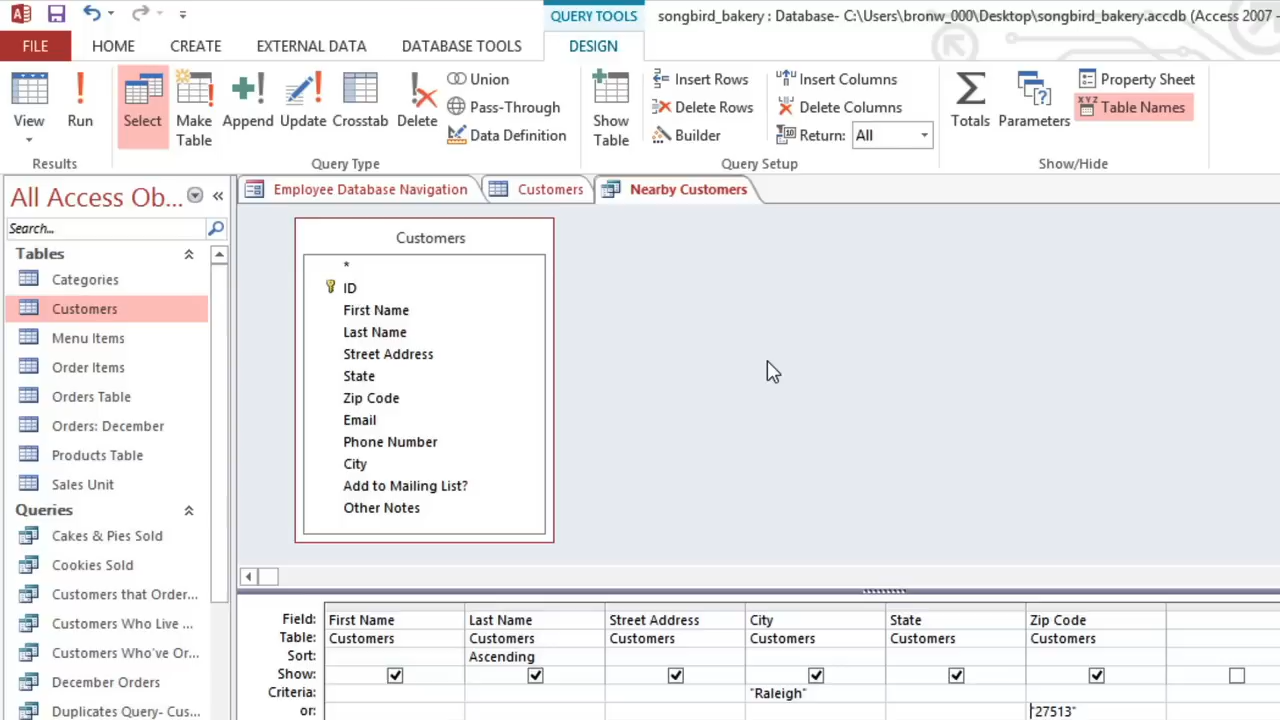 QUERY TOOLS
songbird_bakery : Database- C:\Users\bronw_000\Desktop\songbird_bakery.accdb (Access 2007 -
FILE HOME CREATE EXTERNAL DATA DATABASE TOOLS DESIGN
View
Run
Results
Select
Make
Table
Append
Update
Crosstab
Delete
Union
Pass-Through
Data Definition
Query Type
Show
Table
Insert Rows
Delete Rows
Builder
Insert Columns
Delete Columns
Return: All
Query Setup
Totals
Parameters
Property Sheet
Table Names
Show/Hide
All Access Ob...
Search...
Tables
Categories
Customers
Menu Items
Order Items
Orders Table
Orders: December
Products Table
Sales Unit
Queries
Cakes & Pies Sold
Cookies Sold
Customers that Order...
Customers Who Live ...
Customers Who've Or...
December Orders
Duplicates Query- Cus...
Employee Database Navigation
Customers
Nearby Customers
Customers
*
ID
First Name
Last Name
Street Address
State
Zip Code
Email
Phone Number
City
Add to Mailing List?
Other Notes
Field: First Name Last Name Street Address City State Zip Code
Table: Customers Customers Customers Customers Customers Customers
Sort: Ascending
Show:
Criteria: "Raleigh"
or: "27513"